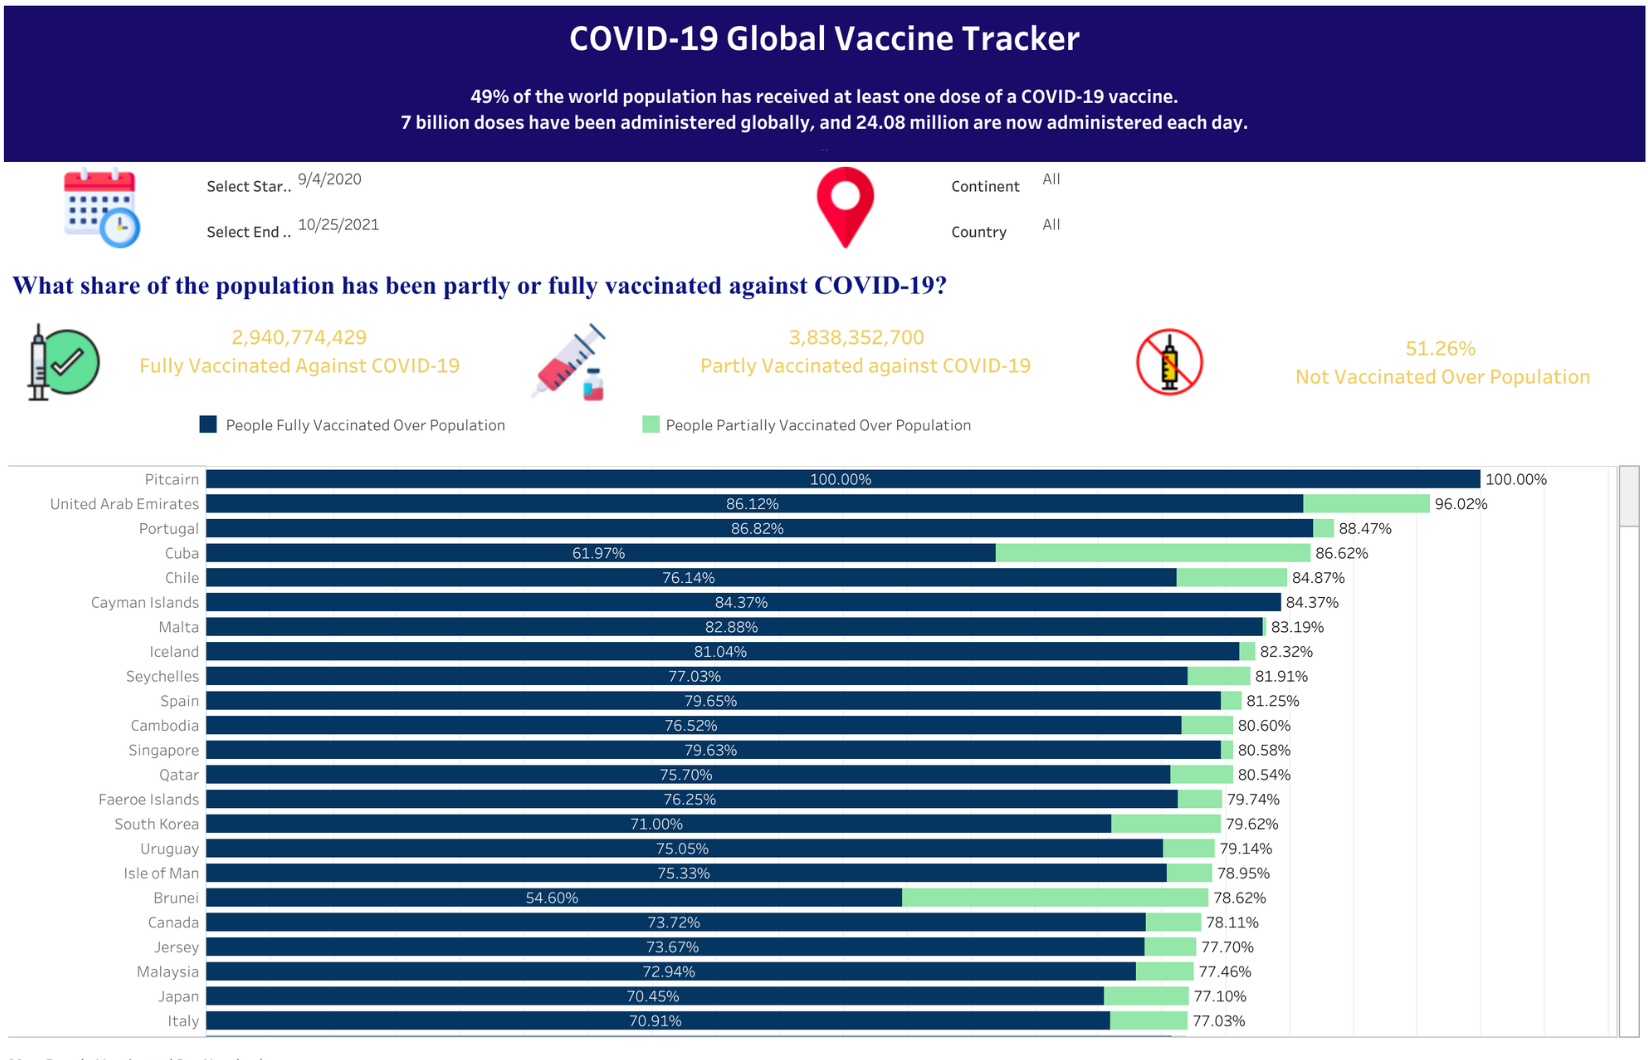 COVID-19 Global Vaccine Tracker
49% of the world population has received at least one dose of a COVID-19 vaccine.
7 billion doses have been administered globally, and 24.08 million are now administered each day.
Select Star.. 9/4/2020
Continent All
Select End .. 10/25/2021
Country All
What share of the population has been partly or fully vaccinated against COVID-19?
2,940,774,429
Fully Vaccinated Against COVID-19
3,838,352,700
Partly Vaccinated against COVID-19
51.26%
Not Vaccinated Over Population
People Fully Vaccinated Over Population
People Partially Vaccinated Over Population
Pitcairn 100.00% 100.00%
United Arab Emirates 86.12% 96.02%
Portugal 86.82% 88.47%
Cuba 61.97% 86.62%
Chile 76.14% 84.87%
Cayman Islands 84.37% 84.37%
Malta 82.88% 83.19%
Iceland 81.04% 82.32%
Seychelles 77.03% 81.91%
Spain 79.65% 81.25%
Cambodia 76.52% 80.60%
Singapore 79.63% 80.58%
Qatar 75.70% 80.54%
Faeroe Islands 76.25% 79.74%
South Korea 71.00% 79.62%
Uruguay 75.05% 79.14%
Isle of Man 75.33% 78.95%
Brunei 54.60% 78.62%
Canada 73.72% 78.11%
Jersey 73.67% 77.70%
Malaysia 72.94% 77.46%
Japan 70.45% 77.10%
Italy 70.91% 77.03%